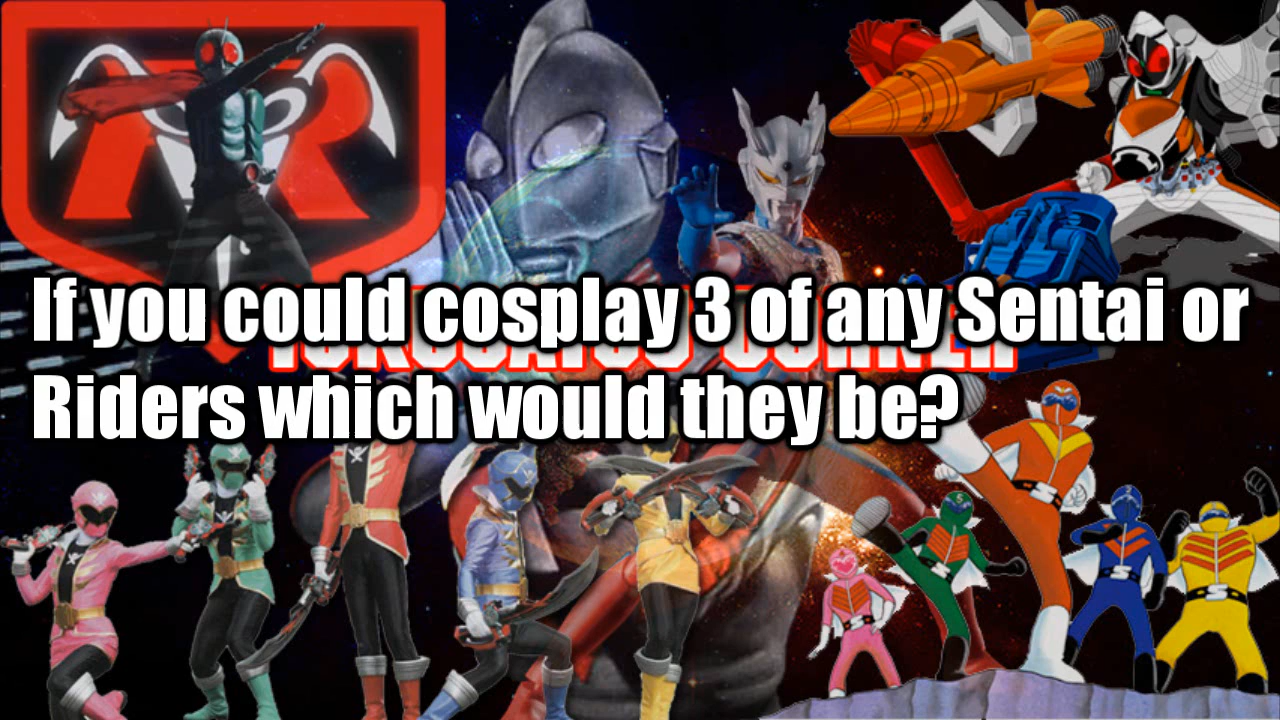 If you could cosplay 3 of any Sentai or
Riders which would they be?